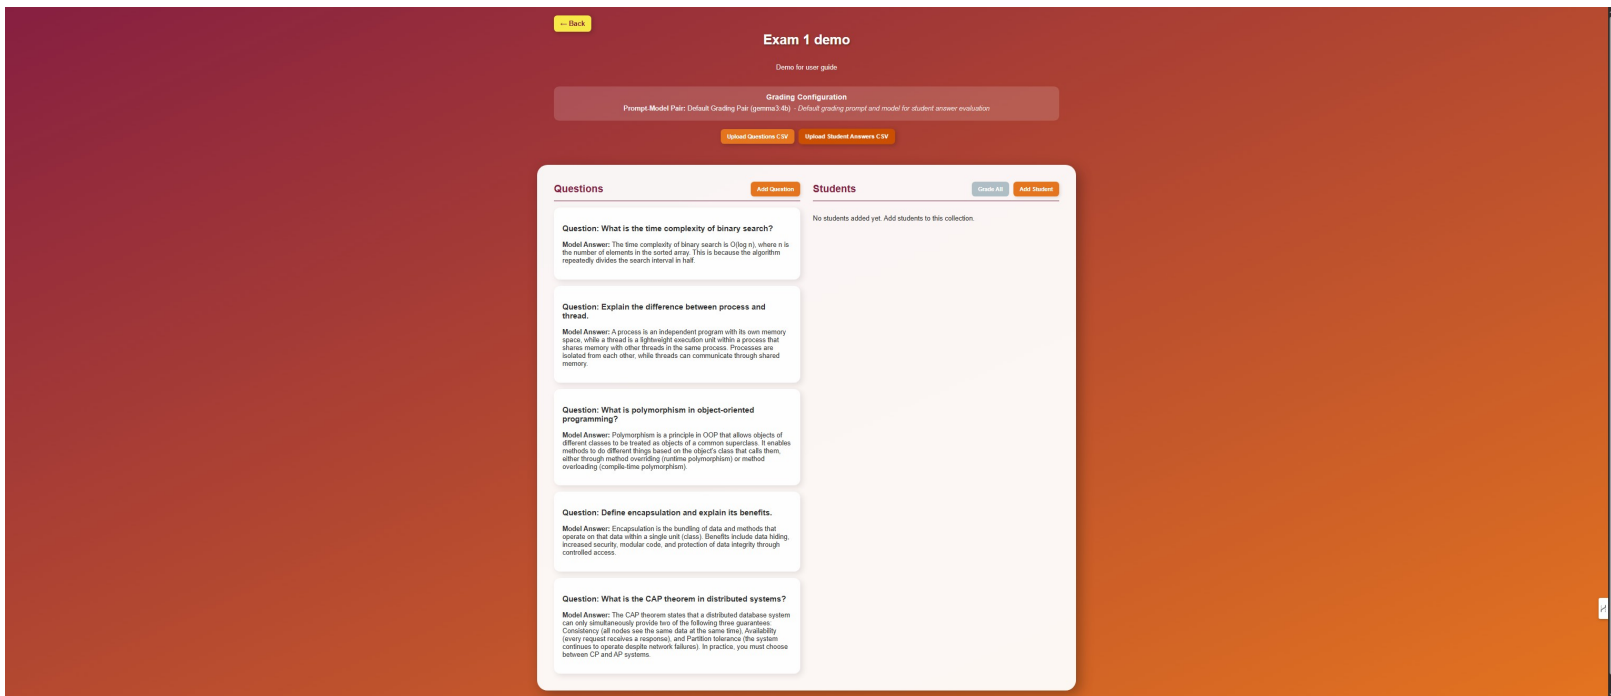 ← Back
Exam 1 demo
Demo for user guide
Grading Configuration
Prompt-Model Pair: Default Grading Pair (gemma3:4b) - Default grading prompt and model for student answer evaluation
Upload Questions CSV
Upload Student Answers CSV
Questions
Add Question
Question: What is the time complexity of binary search?
Model Answer: The time complexity of binary search is O(log n), where n is
the number of elements in the sorted array. This is because the algorithm
repeatedly divides the search interval in half.
Question: Explain the difference between process and
thread.
Model Answer: A process is an independent program with its own memory
space, while a thread is a lightweight execution unit within a process that
shares memory with other threads in the same process. Processes are
isolated from each other, while threads can communicate through shared
memory.
Question: What is polymorphism in object-oriented
programming?
Model Answer: Polymorphism is a principle in OOP that allows objects of
different classes to be treated as objects of a common superclass. It enables
methods to do different things based on the object's class that calls them,
either through method overriding (runtime polymorphism) or method
overloading (compile-time polymorphism).
Question: Define encapsulation and explain its benefits.
Model Answer: Encapsulation is the bundling of data and methods that
operate on that data within a single unit (class). Benefits include data hiding,
increased security, modular code, and protection of data integrity through
controlled access.
Question: What is the CAP theorem in distributed systems?
Model Answer: The CAP theorem states that a distributed database system
can only simultaneously provide two of the following three guarantees:
Consistency (all nodes see the same data at the same time), Availability
(every request receives a response), and Partition tolerance (the system
continues to operate despite network failures). In practice, you must choose
between CP and AP systems.
Students
Grade All
Add Student
No students added yet. Add students to this collection.